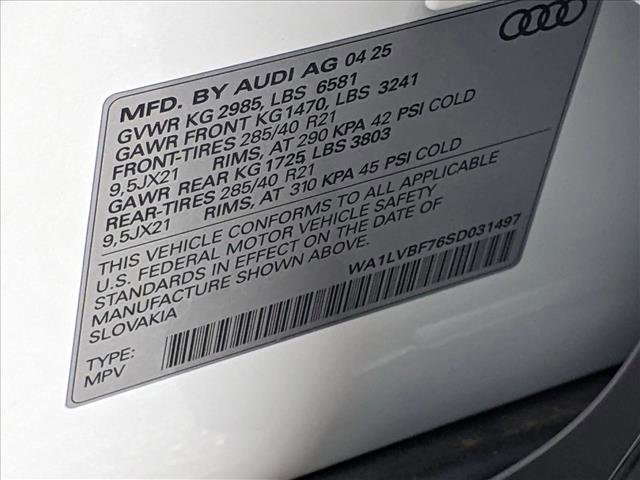 MFD. BY AUDI AG 04 25
GVWR KG 2985, LBS 6581
GAWR FRONT KG1470, LBS 3241
FRONT-TIRES 285/40 R21
9,5JX21 RIMS, AT 290 KPA 42 PSI COLD
GAWR REAR KG 1725, LBS 3803
REAR-TIRES 285/40 R21
9,5JX21 RIMS, AT 310 KPA 45 PSI COLD
THIS VEHICLE CONFORMS TO ALL APPLICABLE
U.S. FEDERAL MOTOR VEHICLE SAFETY
STANDARDS IN EFFECT ON THE DATE OF
MANUFACTURE SHOWN ABOVE.
SLOVAKIA
WA1LVBF76SD031497
TYPE:
MPV